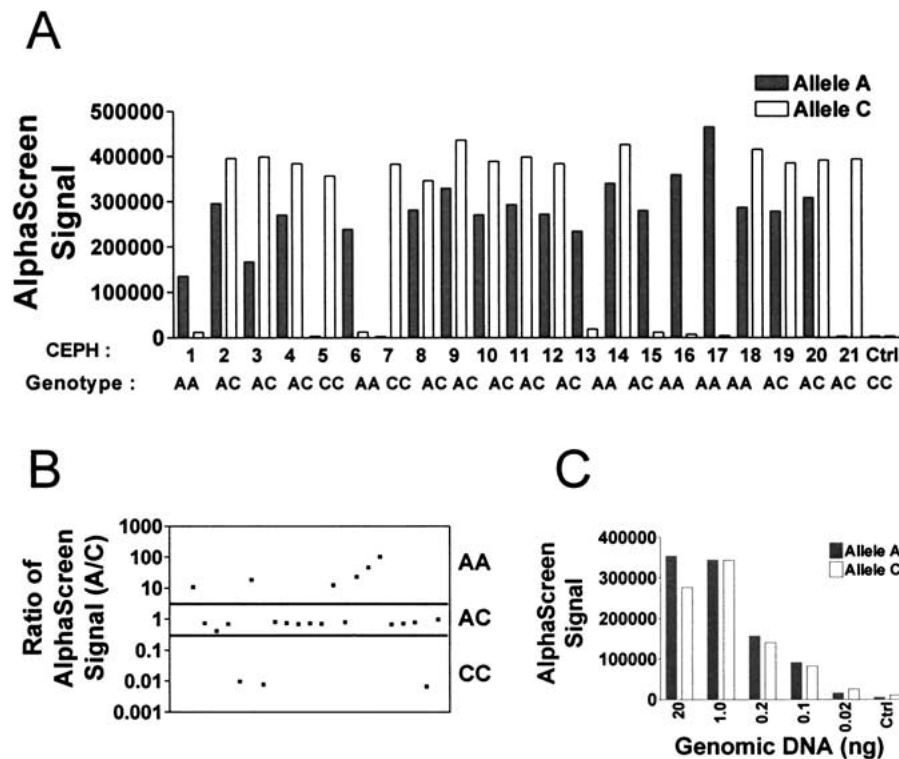 A
Allele A
Allele C
AlphaScreen
Signal
500000
400000
300000
200000
100000
0
CEPH : 1 2 3 4 5 6 7 8 9 10 11 12 13 14 15 16 17 18 19 20 21 Ctrl
Genotype : AA AC AC AC CC AA CC AC AC AC AC AC AA AC AA AA AA AC AC AC CC
B
Ratio of
AlphaScreen
Signal (A/C)
1000
100
10
1
0.1
0.01
0.001
AA
AC
CC
C
Allele A
Allele C
AlphaScreen
Signal
400000
300000
200000
100000
0
20 1.0 0.2 0.1 0.02 Ctrl
Genomic DNA (ng)